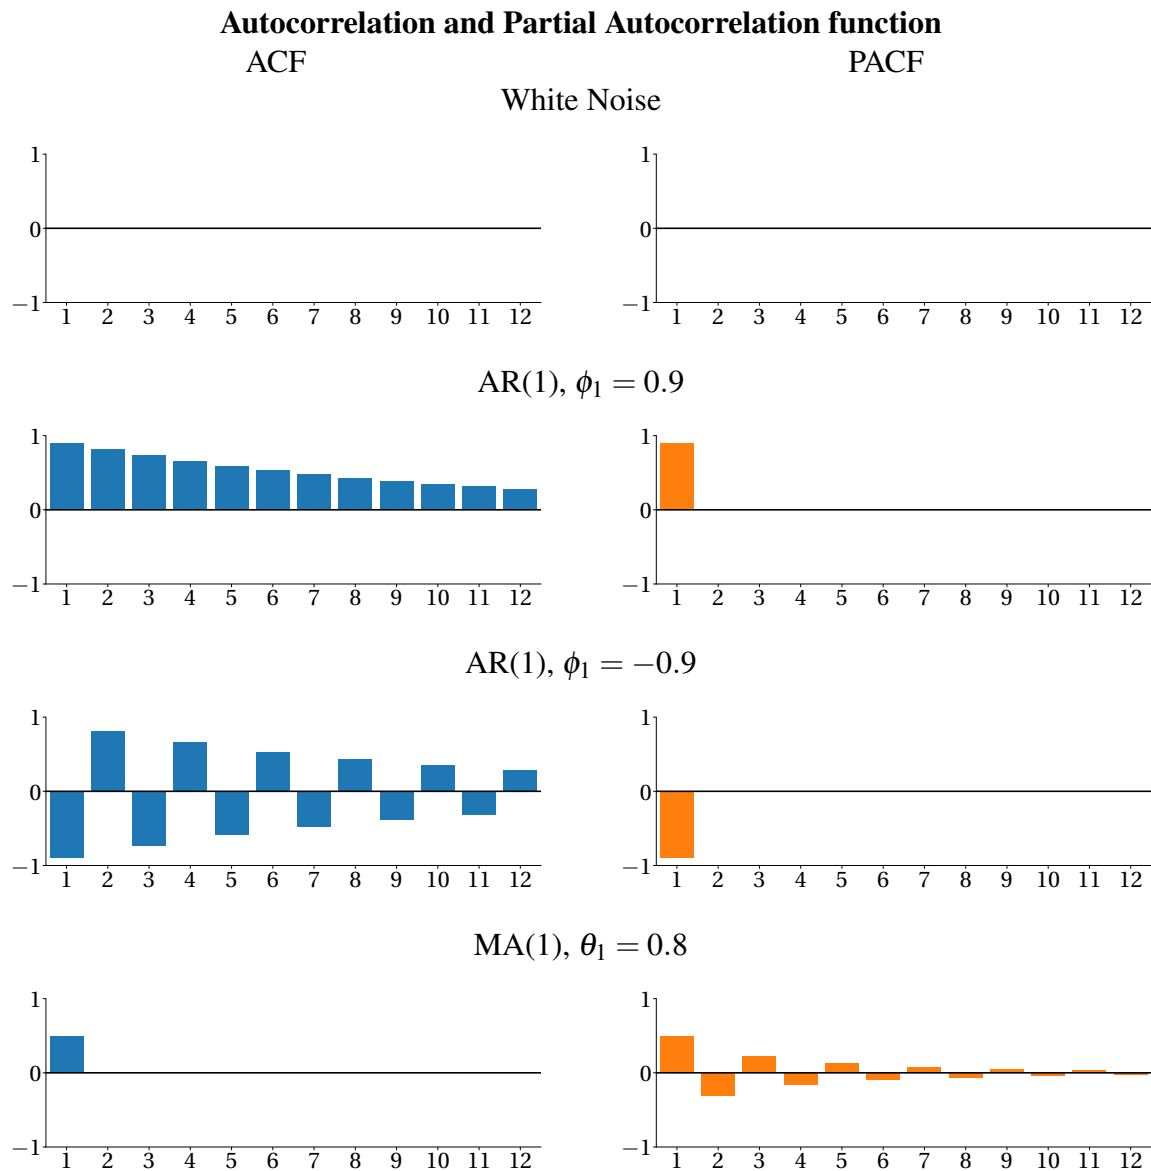 Autocorrelation and Partial Autocorrelation function
ACF PACF
White Noise
1 1
0 0
−1 −1
1 2 3 4 5 6 7 8 9 10 11 12 1 2 3 4 5 6 7 8 9 10 11 12
AR(1), ϕ₁ = 0.9
1 1
0 0
−1 −1
1 2 3 4 5 6 7 8 9 10 11 12 1 2 3 4 5 6 7 8 9 10 11 12
AR(1), ϕ₁ = −0.9
1 1
0 0
−1 −1
1 2 3 4 5 6 7 8 9 10 11 12 1 2 3 4 5 6 7 8 9 10 11 12
MA(1), θ₁ = 0.8
1 1
0 0
−1 −1
1 2 3 4 5 6 7 8 9 10 11 12 1 2 3 4 5 6 7 8 9 10 11 12